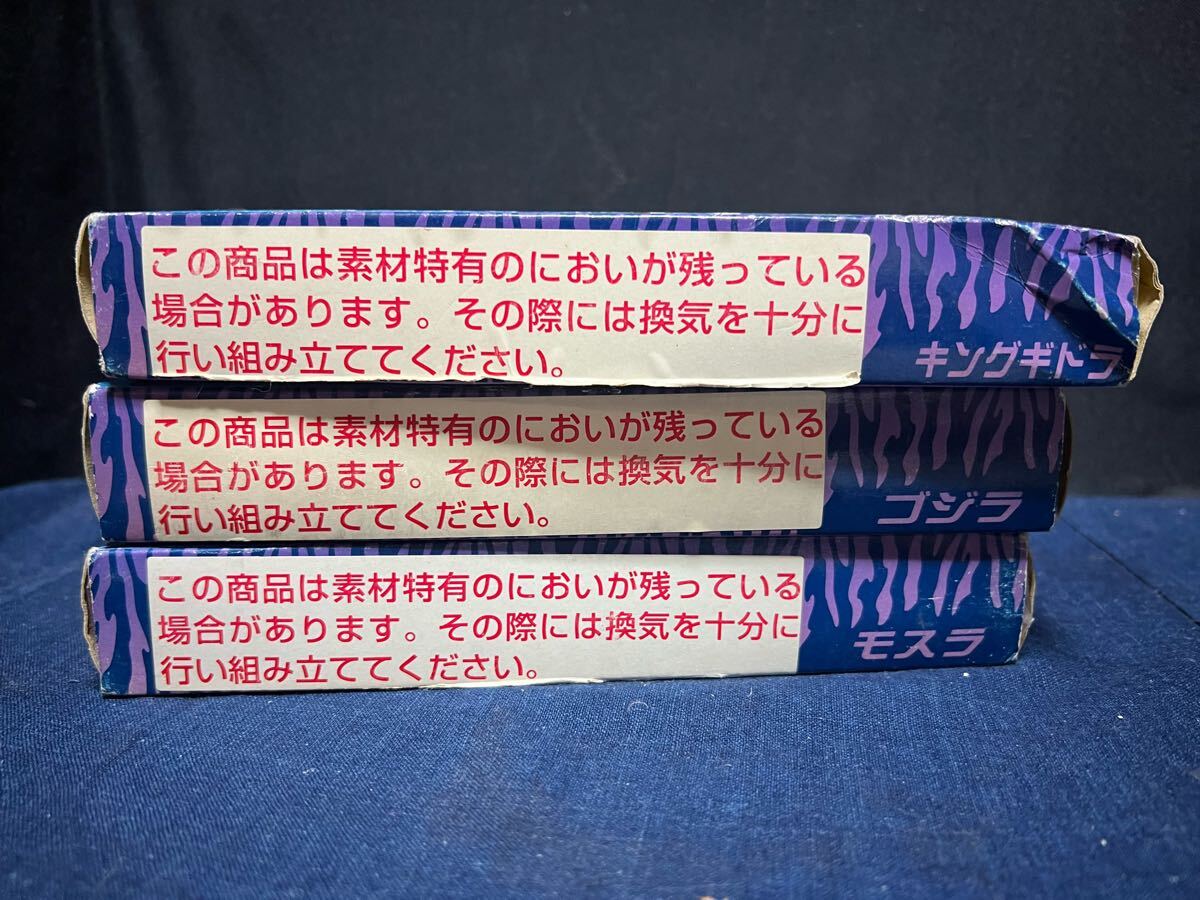 この商品は素材特有のにおいが残っている
場合があります。その際には換気を十分に
行い組み立ててください。
キングギドラ
この商品は素材特有のにおいが残っている
場合があります。その際には換気を十分に
行い組み立ててください。
ゴジラ
この商品は素材特有のにおいが残っている
場合があります。その際には換気を十分に
行い組み立ててください。
モスラ